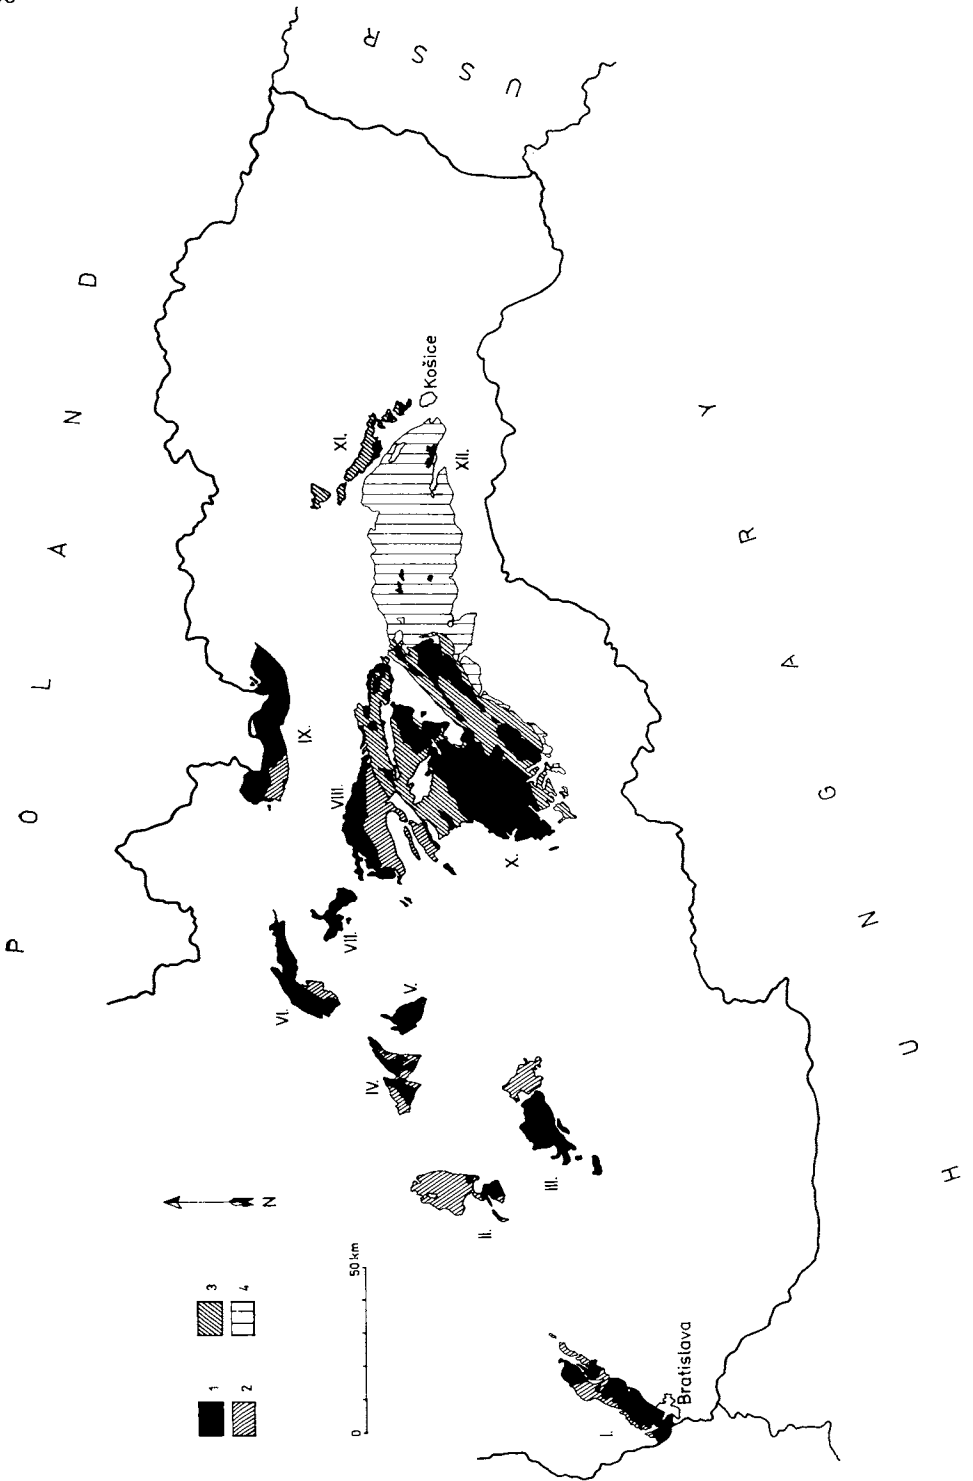 P O L A N D
U S S R
H U N G A R Y
1
2
3
4
N
0 50 km
I.
II.
III.
IV.
V.
VI.
VII.
VIII.
IX.
X.
XI.
XII.
Bratislava
Košice